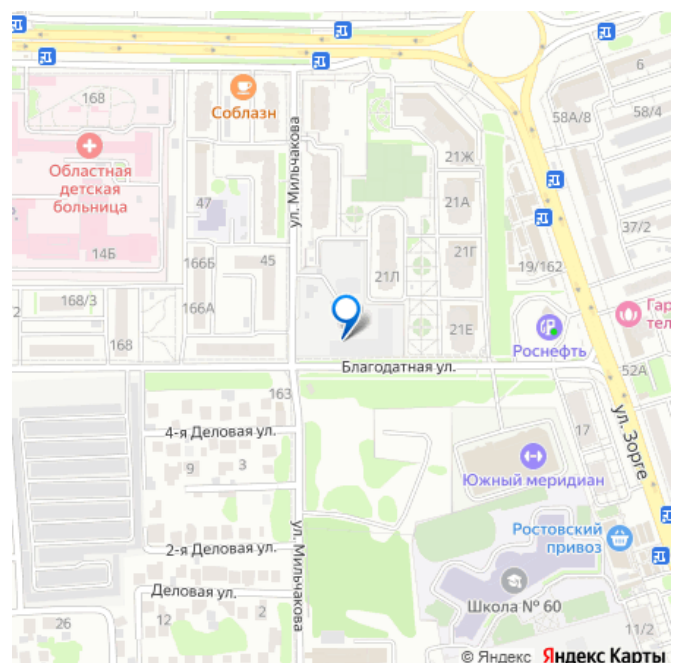 6
168
58А/8
58/4
Соблазн
21Ж
Областная
детская
больница
ул. Мильчакова
47
21А
37/2
14Б
166Б
45
21Г
19/162
21Л
168/3
166А
2
Гар
тел
168
21Е
Роснефть
Благодатная ул.
52А
163
ул. Зорге
4-я Деловая ул.
17
9
3
Южный меридиан
Ростовский
привоз
2-я Деловая ул.
ул. Мильчакова
Деловая ул.
Школа № 60
12
2
26
11/2
© Яндекс Яндекс Карты